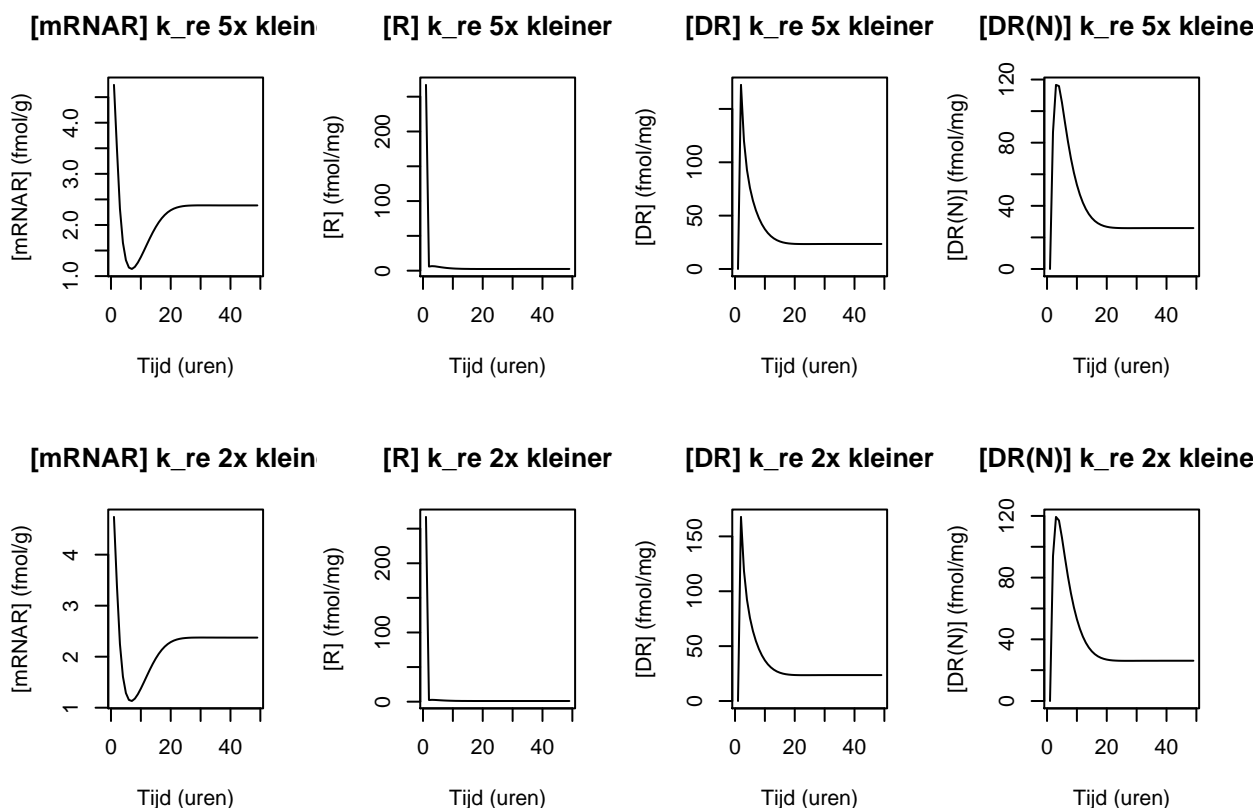 [mRNAR] k_re 5x klein
[R] k_re 5x kleiner
[DR] k_re 5x kleiner
[DR(N)] k_re 5x kleine
[mRNAR] (fmol/g)
1.0 2.0 3.0 4.0
0 20 40
Tijd (uren)
[R] (fmol/mg)
0 100 200
0 20 40
Tijd (uren)
[DR] (fmol/mg)
0 50 100
0 20 40
Tijd (uren)
[DR(N)] (fmol/mg)
0 40 80 120
0 20 40
Tijd (uren)
[mRNAR] k_re 2x klein
[R] k_re 2x kleiner
[DR] k_re 2x kleiner
[DR(N)] k_re 2x kleine
[mRNAR] (fmol/g)
1 2 3 4
0 20 40
Tijd (uren)
[R] (fmol/mg)
0 100 200
0 20 40
Tijd (uren)
[DR] (fmol/mg)
0 50 100 150
0 20 40
Tijd (uren)
[DR(N)] (fmol/mg)
0 40 80 120
0 20 40
Tijd (uren)